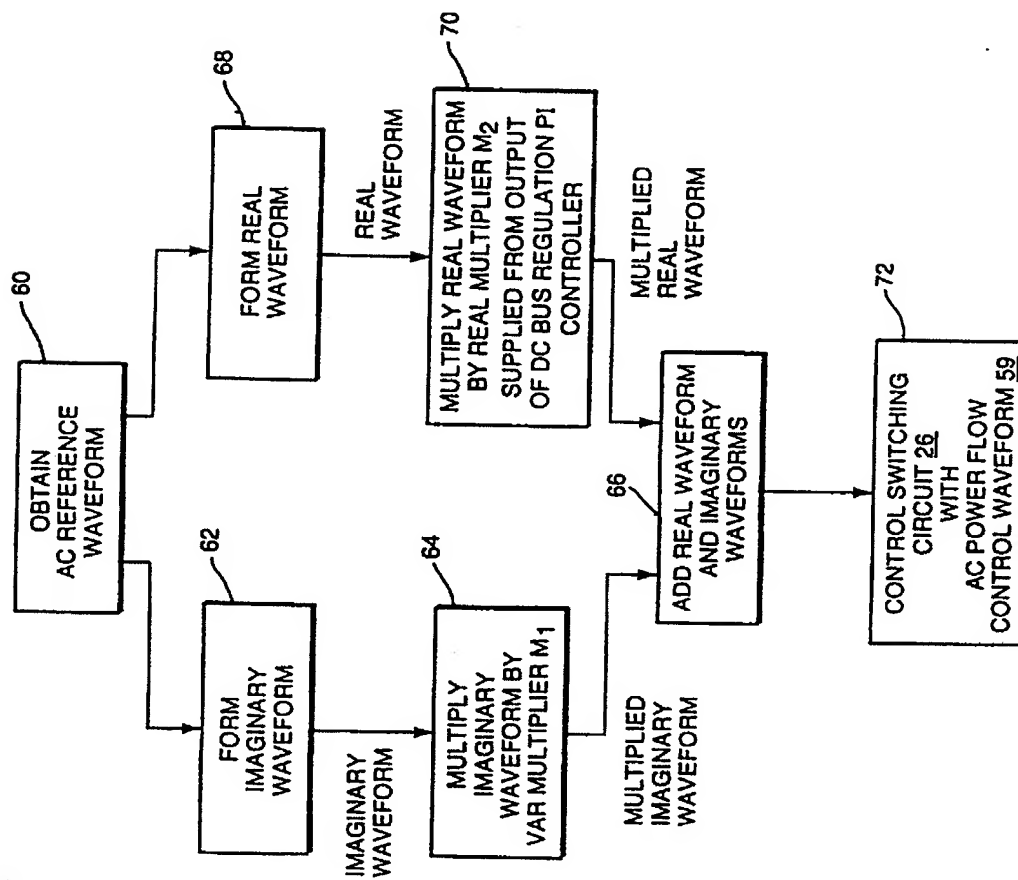 60
OBTAIN
AC REFERENCE
WAVEFORM
62
FORM
IMAGINARY
WAVEFORM
IMAGINARY
WAVEFORM
64
MULTIPLY
IMAGINARY
WAVEFORM BY
VAR MULTIPLIER M1
MULTIPLIED
IMAGINARY
WAVEFORM
68
FORM REAL
WAVEFORM
REAL
WAVEFORM
70
MULTIPLY REAL WAVEFORM
BY REAL MULTIPLIER M2
SUPPLIED FROM OUTPUT
OF DC BUS REGULATION PI
CONTROLLER
MULTIPLIED
REAL
WAVEFORM
66
ADD REAL WAVEFORM
AND IMAGINARY
WAVEFORMS
72
CONTROL SWITCHING
CIRCUIT 26
WITH
AC POWER FLOW
CONTROL WAVEFORM 59